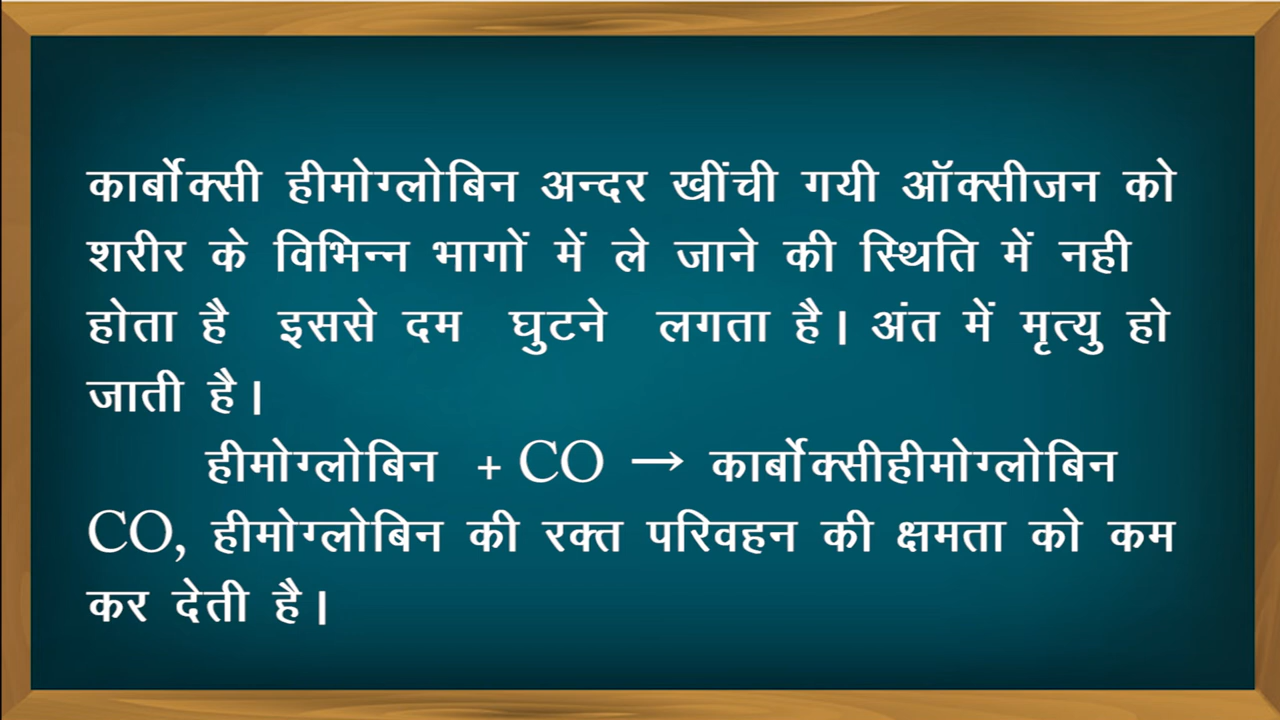 कार्बोक्सी हीमोग्लोबिन अन्दर खींची गयी ऑक्सीजन को
शरीर के विभिन्न भागों में ले जाने की स्थिति में नही
होता है इससे दम घुटने लगता है। अंत में मृत्यु हो
जाती है।
हीमोग्लोबिन + CO → कार्बोक्सीहीमोग्लोबिन
CO, हीमोग्लोबिन की रक्त परिवहन की क्षमता को कम
कर देती है।